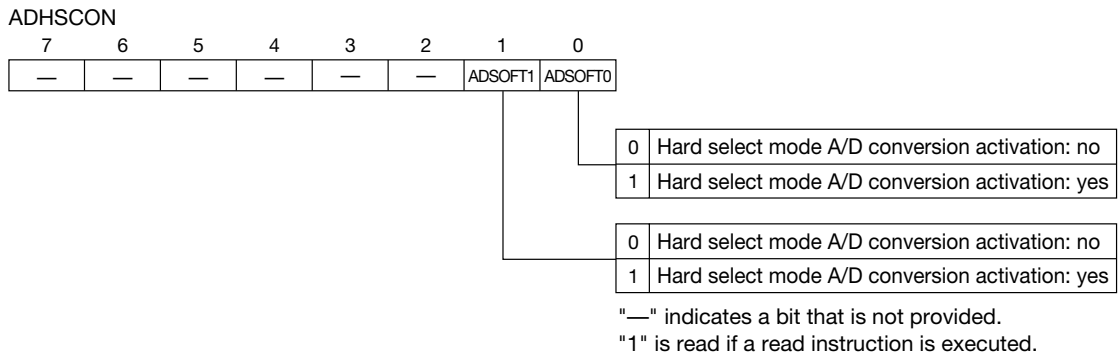 ADHSCON
7 6 5 4 3 2 1 0
— — — — — — ADSOFT1 ADSOFT0
0 Hard select mode A/D conversion activation: no
1 Hard select mode A/D conversion activation: yes
0 Hard select mode A/D conversion activation: no
1 Hard select mode A/D conversion activation: yes
"—" indicates a bit that is not provided.
"1" is read if a read instruction is executed.